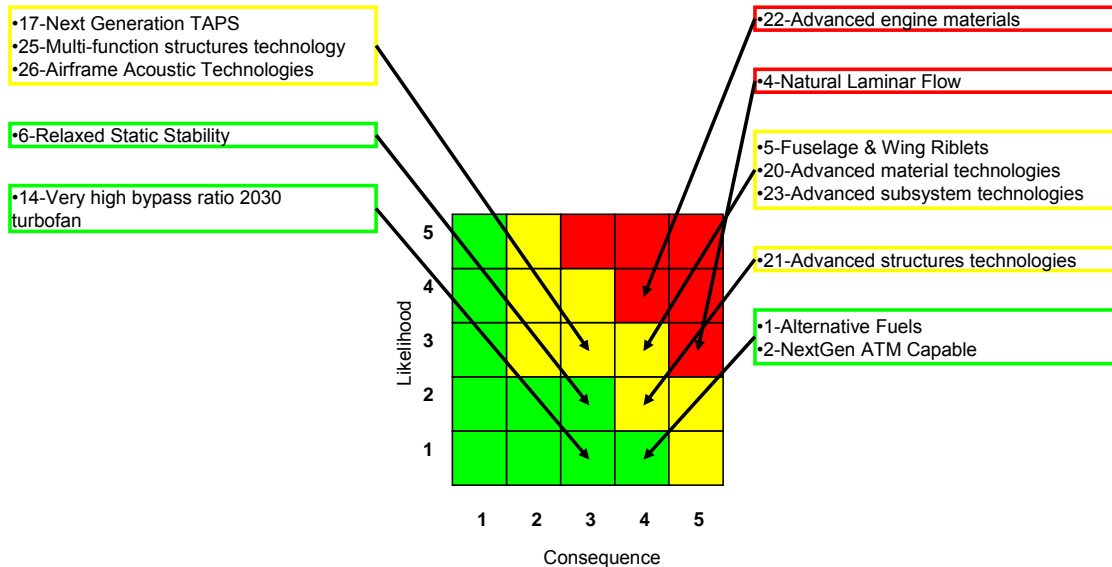 •17-Next Generation TAPS
•25-Multi-function structures technology
•26-Airframe Acoustic Technologies
•6-Relaxed Static Stability
•14-Very high bypass ratio 2030
turbofan
•22-Advanced engine materials
•4-Natural Laminar Flow
•5-Fuselage & Wing Riblets
•20-Advanced material technologies
•23-Advanced subsystem technologies
•21-Advanced structures technologies
•1-Alternative Fuels
•2-NextGen ATM Capable
Likelihood
5
4
3
2
1
1 2 3 4 5
Consequence